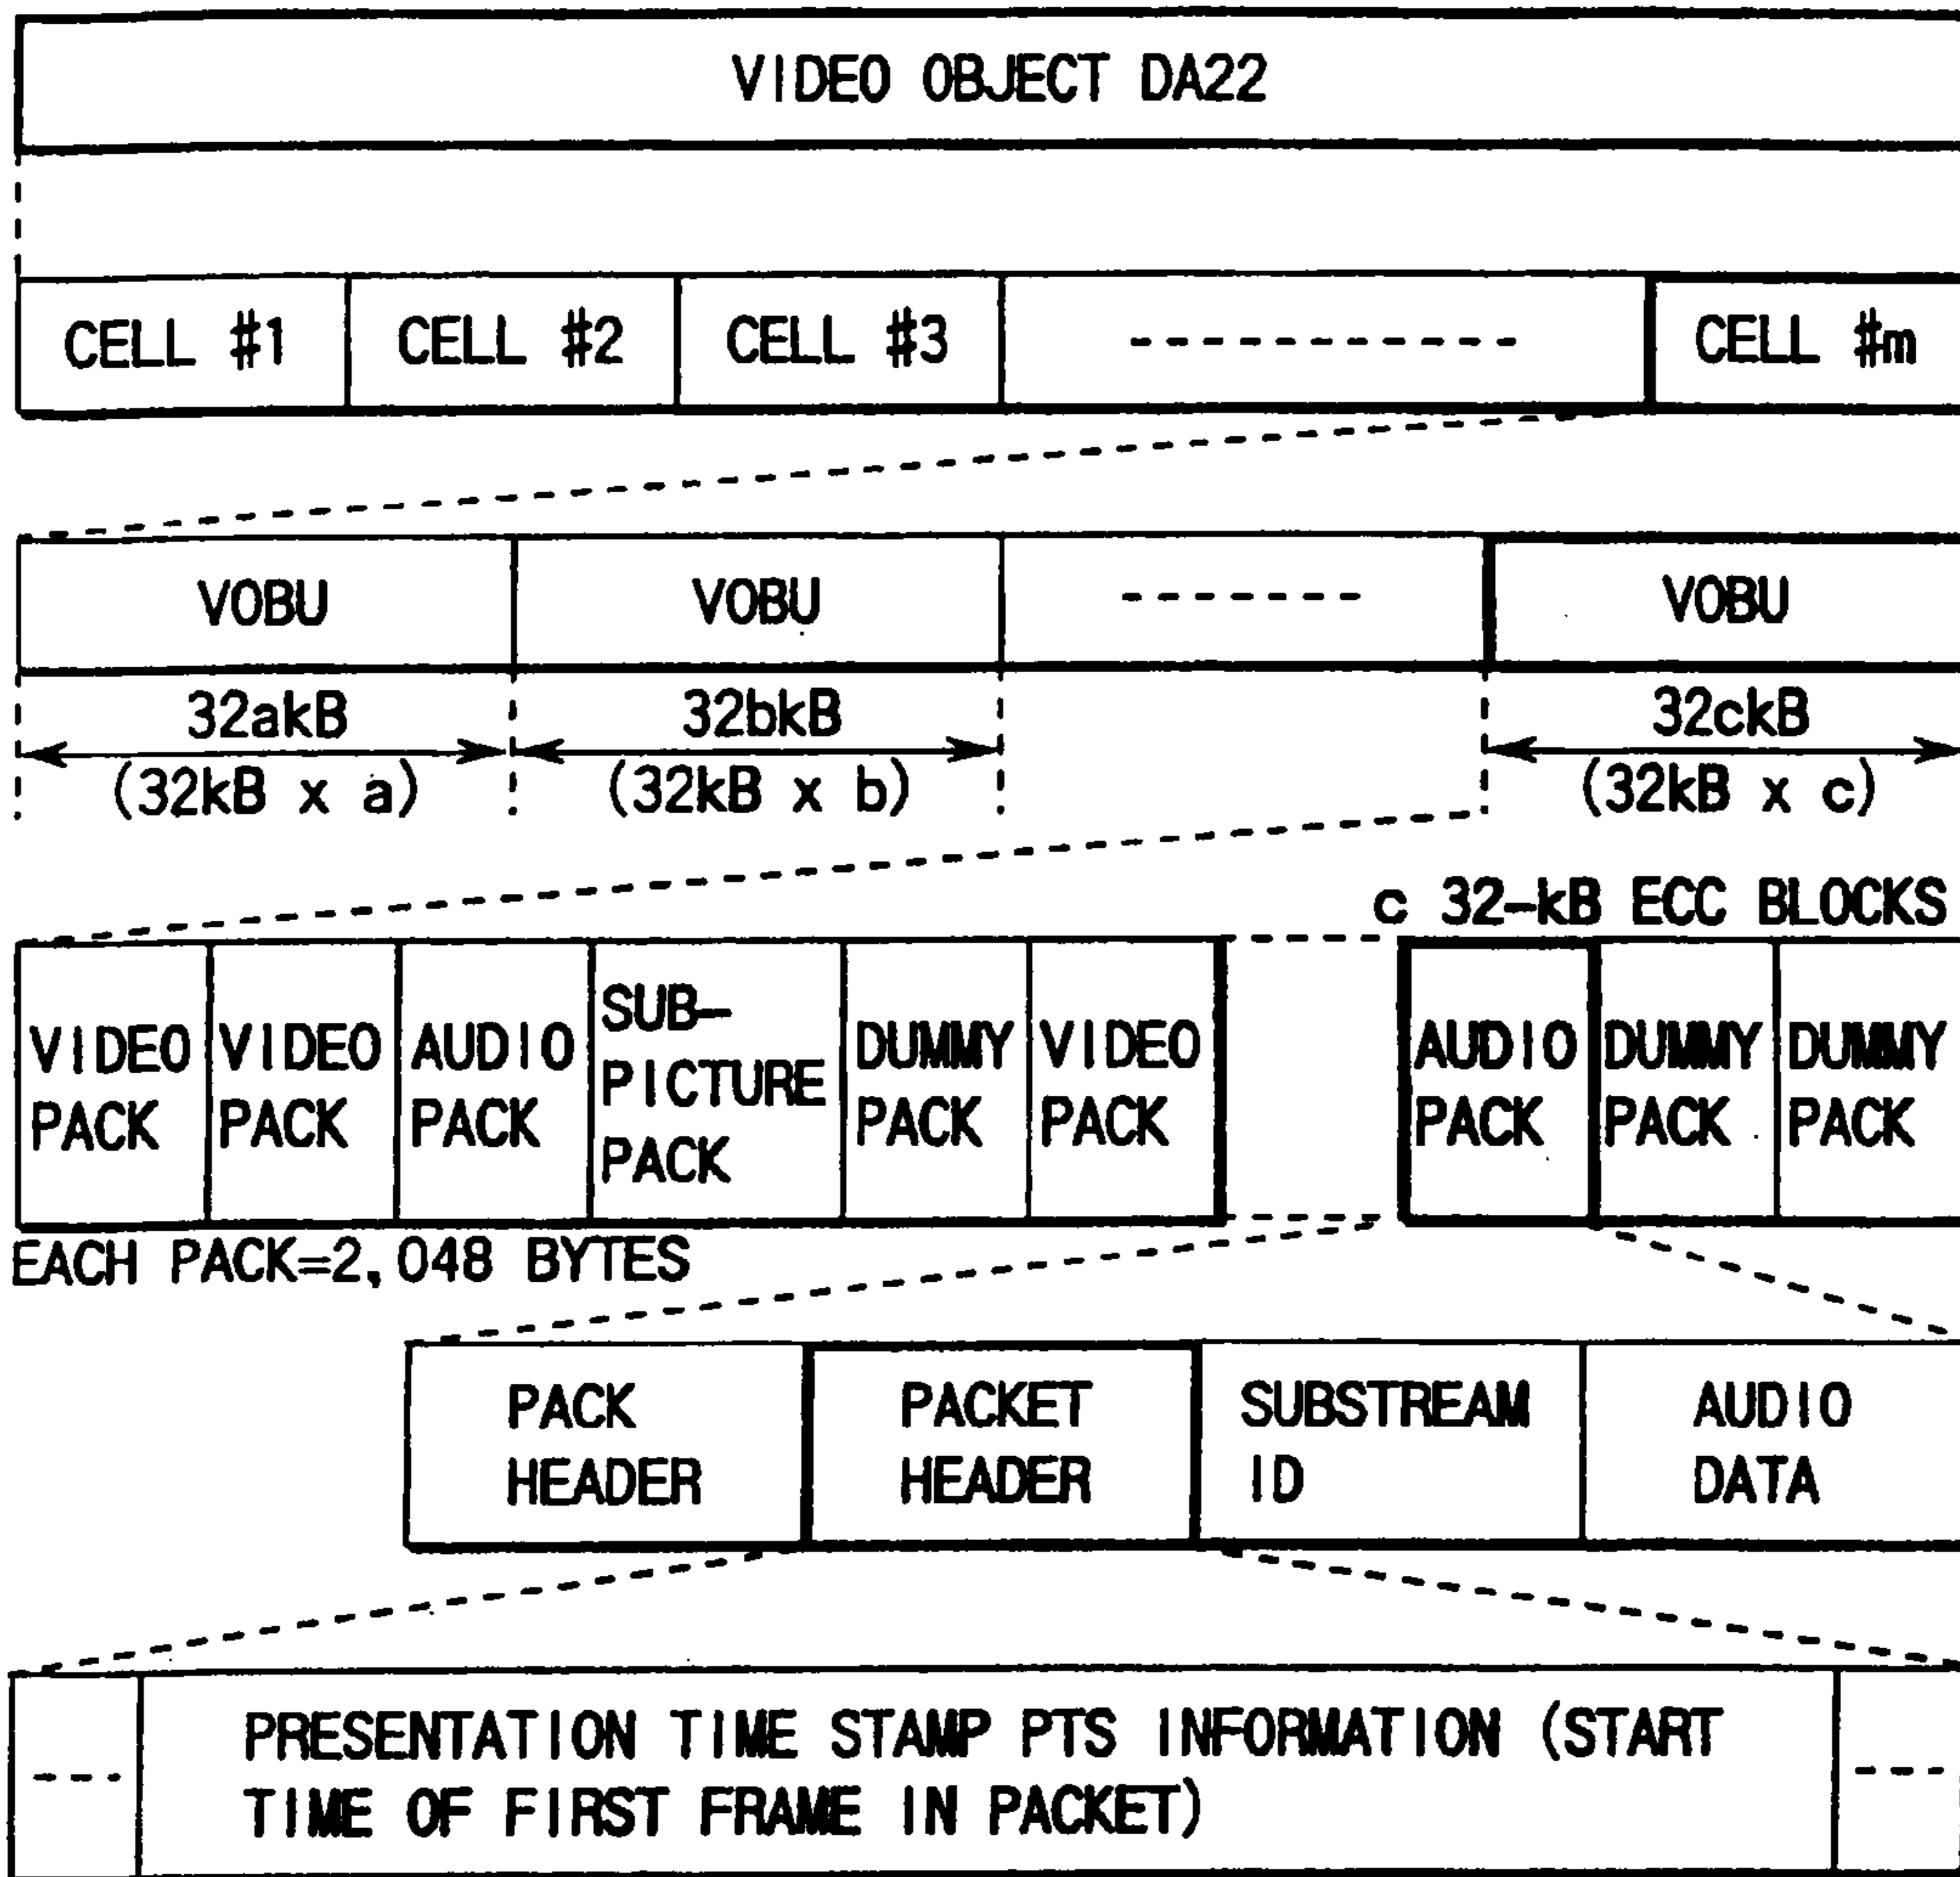 VIDEO OBJECT DA22
CELL #1 CELL #2 CELL #3 ------------ CELL #m
VOBU VOBU ------- VOBU
32akB 32bkB 32ckB
(32kB x a) (32kB x b) (32kB x c)
c 32-kB ECC BLOCKS
VIDEO PACK
VIDEO PACK
AUDIO PACK
SUB-
PICTURE
PACK
DUMMY PACK
VIDEO PACK
AUDIO PACK
DUMMY PACK
DUMMY PACK
EACH PACK=2,048 BYTES
PACK
HEADER
PACKET
HEADER
SUBSTREAM
ID
AUDIO
DATA
--- PRESENTATION TIME STAMP PTS INFORMATION (START ---
TIME OF FIRST FRAME IN PACKET)